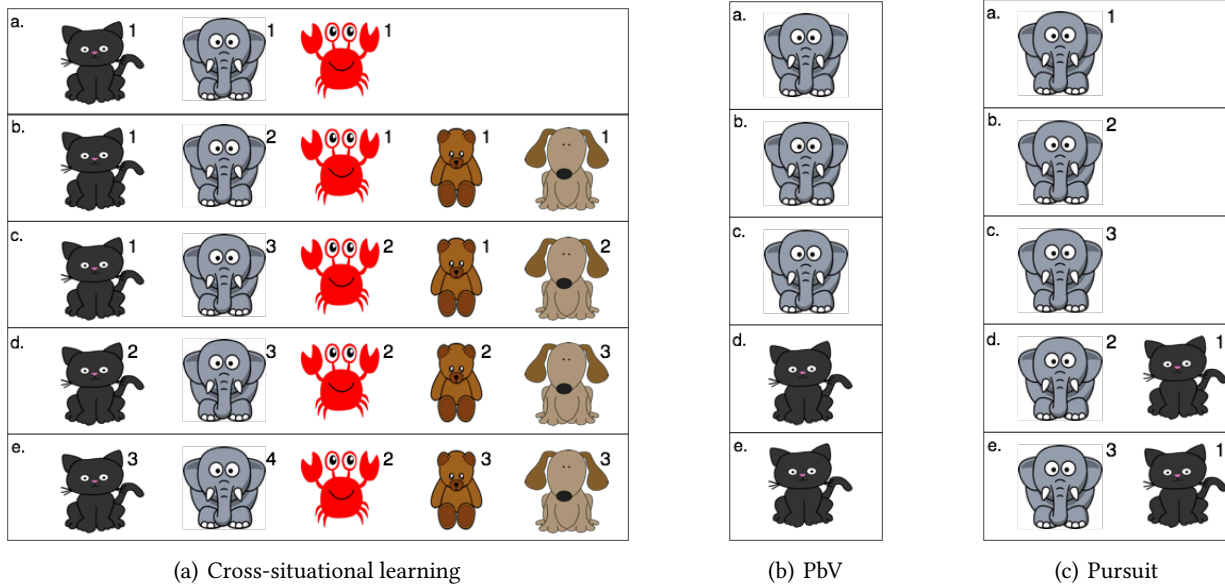 a. 1 1 1 a. a. 1
b. 1 2 1 1 1 b. b. 2
c. 1 3 2 1 2 c. c. 3
d. 2 3 2 2 3 d. d. 2 1
e. 3 4 2 3 3 e. e. 3 1
(a) Cross-situational learning (b) PbV (c) Pursuit